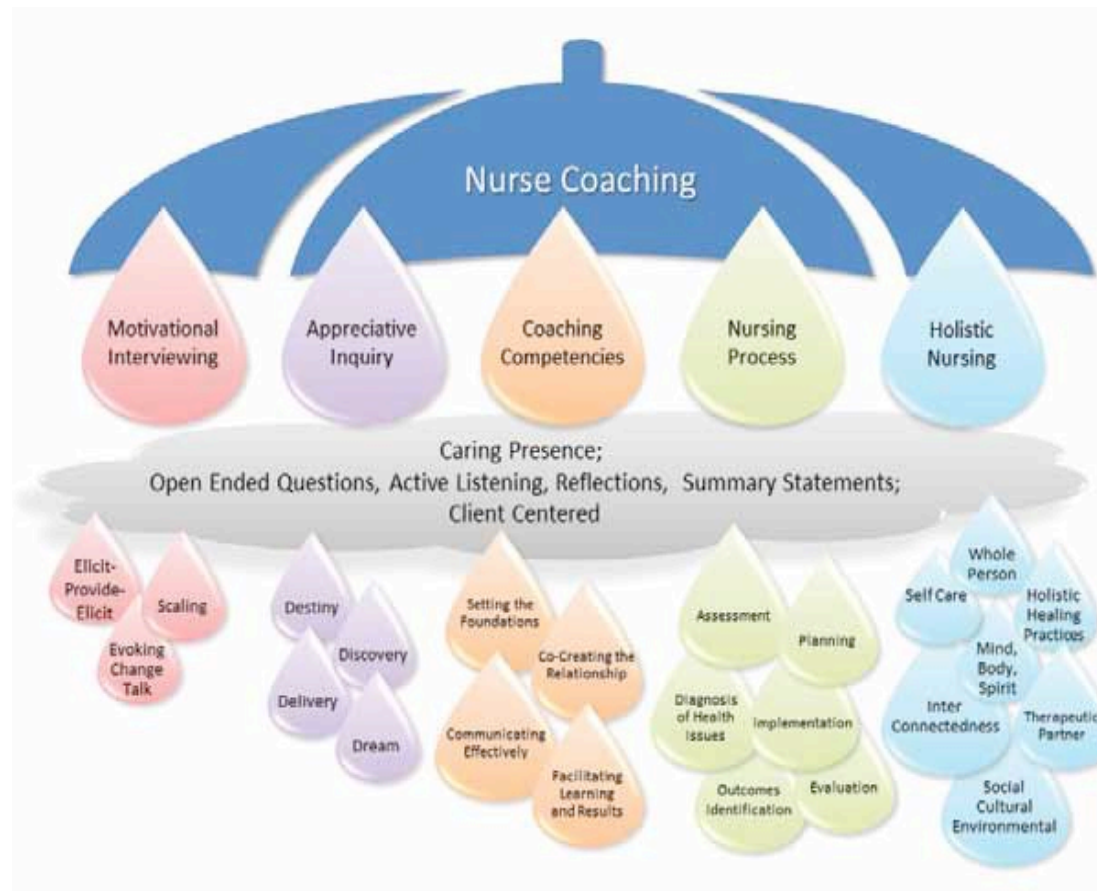 Nurse Coaching
Motivational
Interviewing
Appreciative
Inquiry
Coaching
Competencies
Nursing
Process
Holistic
Nursing
Caring Presence;
Open Ended Questions, Active Listening, Reflections, Summary Statements;
Client Centered
Elicit-
Provide-
Elicit
Scaling
Evoking
Change
Talk
Destiny
Discovery
Delivery
Dream
Setting the
Foundations
Co-Creating the
Relationship
Communicating
Effectively
Facilitating
Learning
and Results
Assessment
Planning
Diagnosis
of Health
Issues
Implementation
Outcomes
Identification
Evaluation
Whole
Person
Self Care
Holistic
Healing
Practices
Mind,
Body,
Spirit
Inter
Connectedness
Therapeutic
Partner
Social
Cultural
Environmental